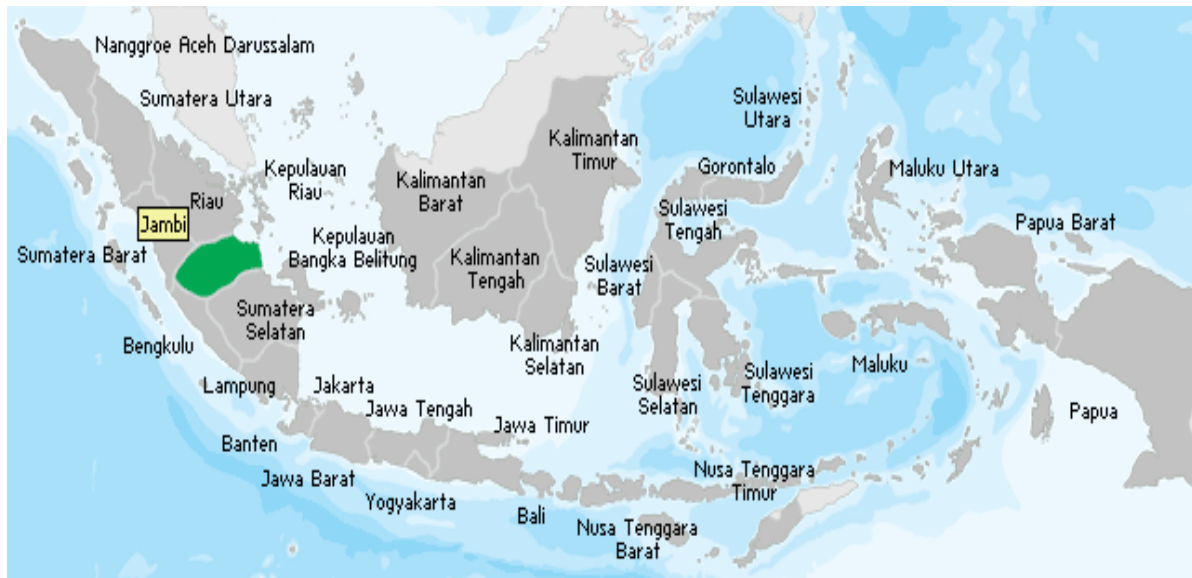 Nanggroe Aceh Darussalam
Sumatera Utara
Sulawesi
Utara
Kalimantan
Timur
Kepulauan
Riau
Kalimantan
Barat
Gorontalo
Maluku Utara
Riau
Jambi
Sulawesi
Tengah
Papua Barat
Sumatera Barat
Kepulauan
Bangka Belitung
Kalimantan
Tengah
Sulawesi
Barat
Sumatera
Selatan
Bengkulu
Kalimantan
Selatan
Maluku
Lampung
Jakarta
Sulawesi
Selatan
Sulawesi
Tenggara
Jawa Tengah
Jawa Timur
Papua
Banten
Jawa Barat
Yogyakarta
Bali
Nusa Tenggara
Timur
Nusa Tenggara
Barat